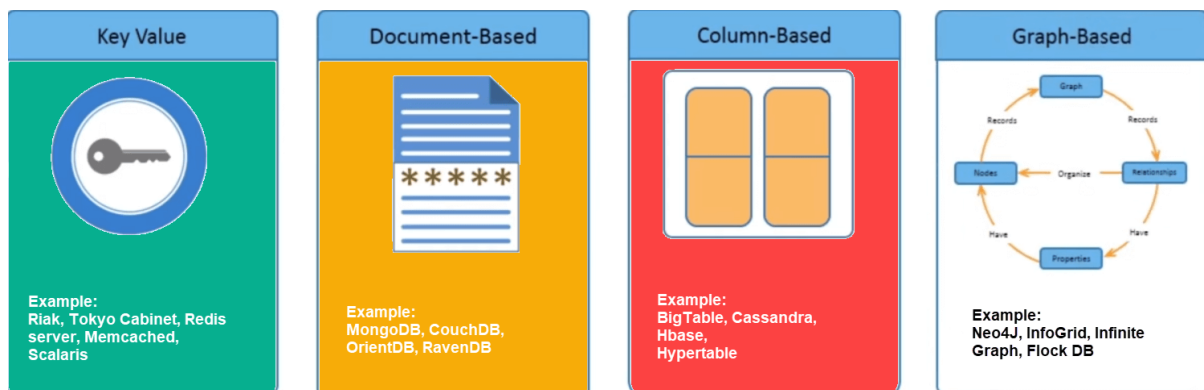 Key Value
Example:
Riak, Tokyo Cabinet, Redis
server, Memcached,
Scalaris
Document-Based
*****
Example:
MongoDB, CouchDB,
OrientDB, RavenDB
Column-Based
Example:
BigTable, Cassandra,
Hbase,
Hypertable
Graph-Based
Graph
Records
Records
Nodes
Organise
Relationships
Have
Have
Properties
Example:
Neo4J, InfoGrid, Infinite
Graph, Flock DB